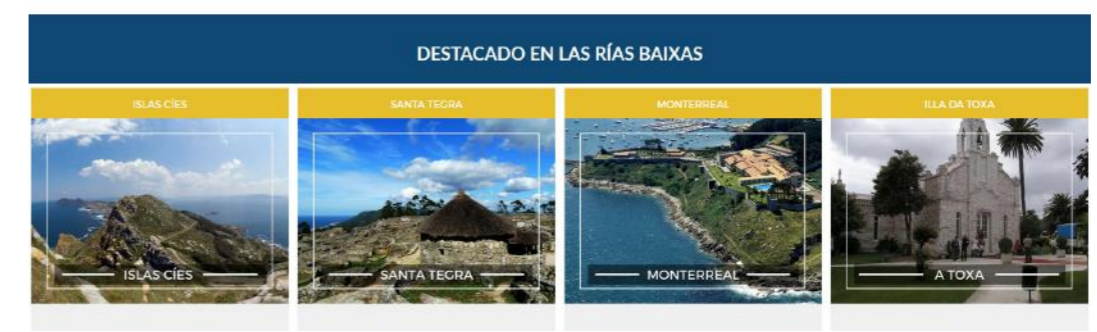 DESTACADO EN LAS RÍAS BAIXAS
ISLAS CÍES
SANTA TEGRA
MONTERREAL
ILLA DA TOXA
ISLAS CÍES
SANTA TEGRA
MONTERREAL
A TOXA